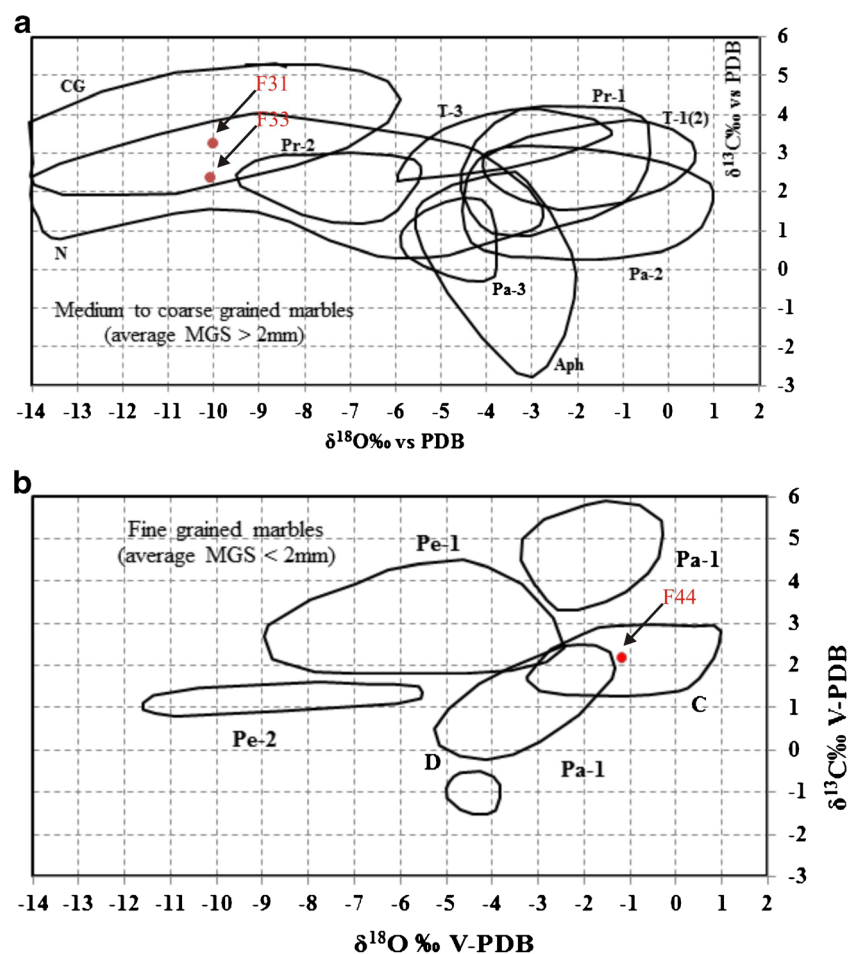 a
CG
F31
F33
T-3
Pr-1
T-1(2)
Pr-2
N
Pa-3
Pa-2
Aph
Medium to coarse grained marbles
(average MGS > 2mm)
6
5
4
3
2
1
0
-1
-2
-3
δ¹³C‰ vs PDB
-14 -13 -12 -11 -10 -9 -8 -7 -6 -5 -4 -3 -2 -1 0 1 2
δ¹⁸O‰ vs PDB
b
Fine grained marbles
(average MGS < 2mm)
Pe-1
Pa-1
F44
C
Pe-2
D
Pa-1
6
5
4
3
2
1
0
-1
-2
-3
δ¹³C‰ V-PDB
-14 -13 -12 -11 -10 -9 -8 -7 -6 -5 -4 -3 -2 -1 0 1 2
δ¹⁸O ‰ V-PDB